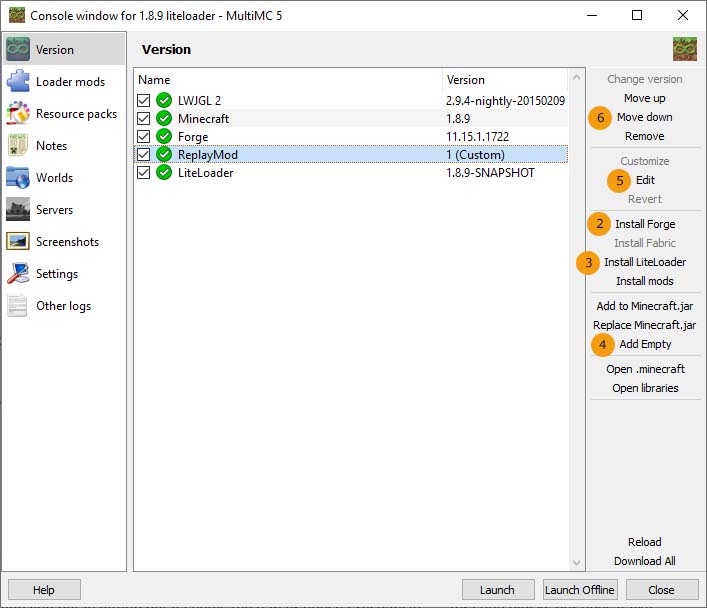 Console window for 1.8.9 liteloader - MultiMC 5
Version
Loader mods
Resource packs
Notes
Worlds
Servers
Screenshots
Settings
Other logs
Version
Name Version
LWJGL 2 2.9.4-nightly-20150209
Minecraft 1.8.9
Forge 11.15.1.1722
ReplayMod 1 (Custom)
LiteLoader 1.8.9-SNAPSHOT
Change version
Move up
6 Move down
Remove
Customize
5 Edit
Revert
2 Install Forge
Install Fabric
3 Install LiteLoader
Install mods
Add to Minecraft.jar
Replace Minecraft.jar
4 Add Empty
Open .minecraft
Open libraries
Reload
Download All
Help Launch Launch Offline Close